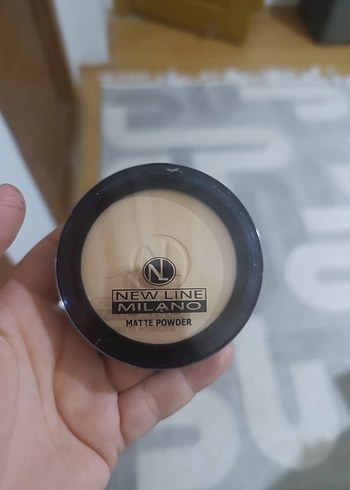 NL
NEW LINE
MILANO
MATTE POWDER